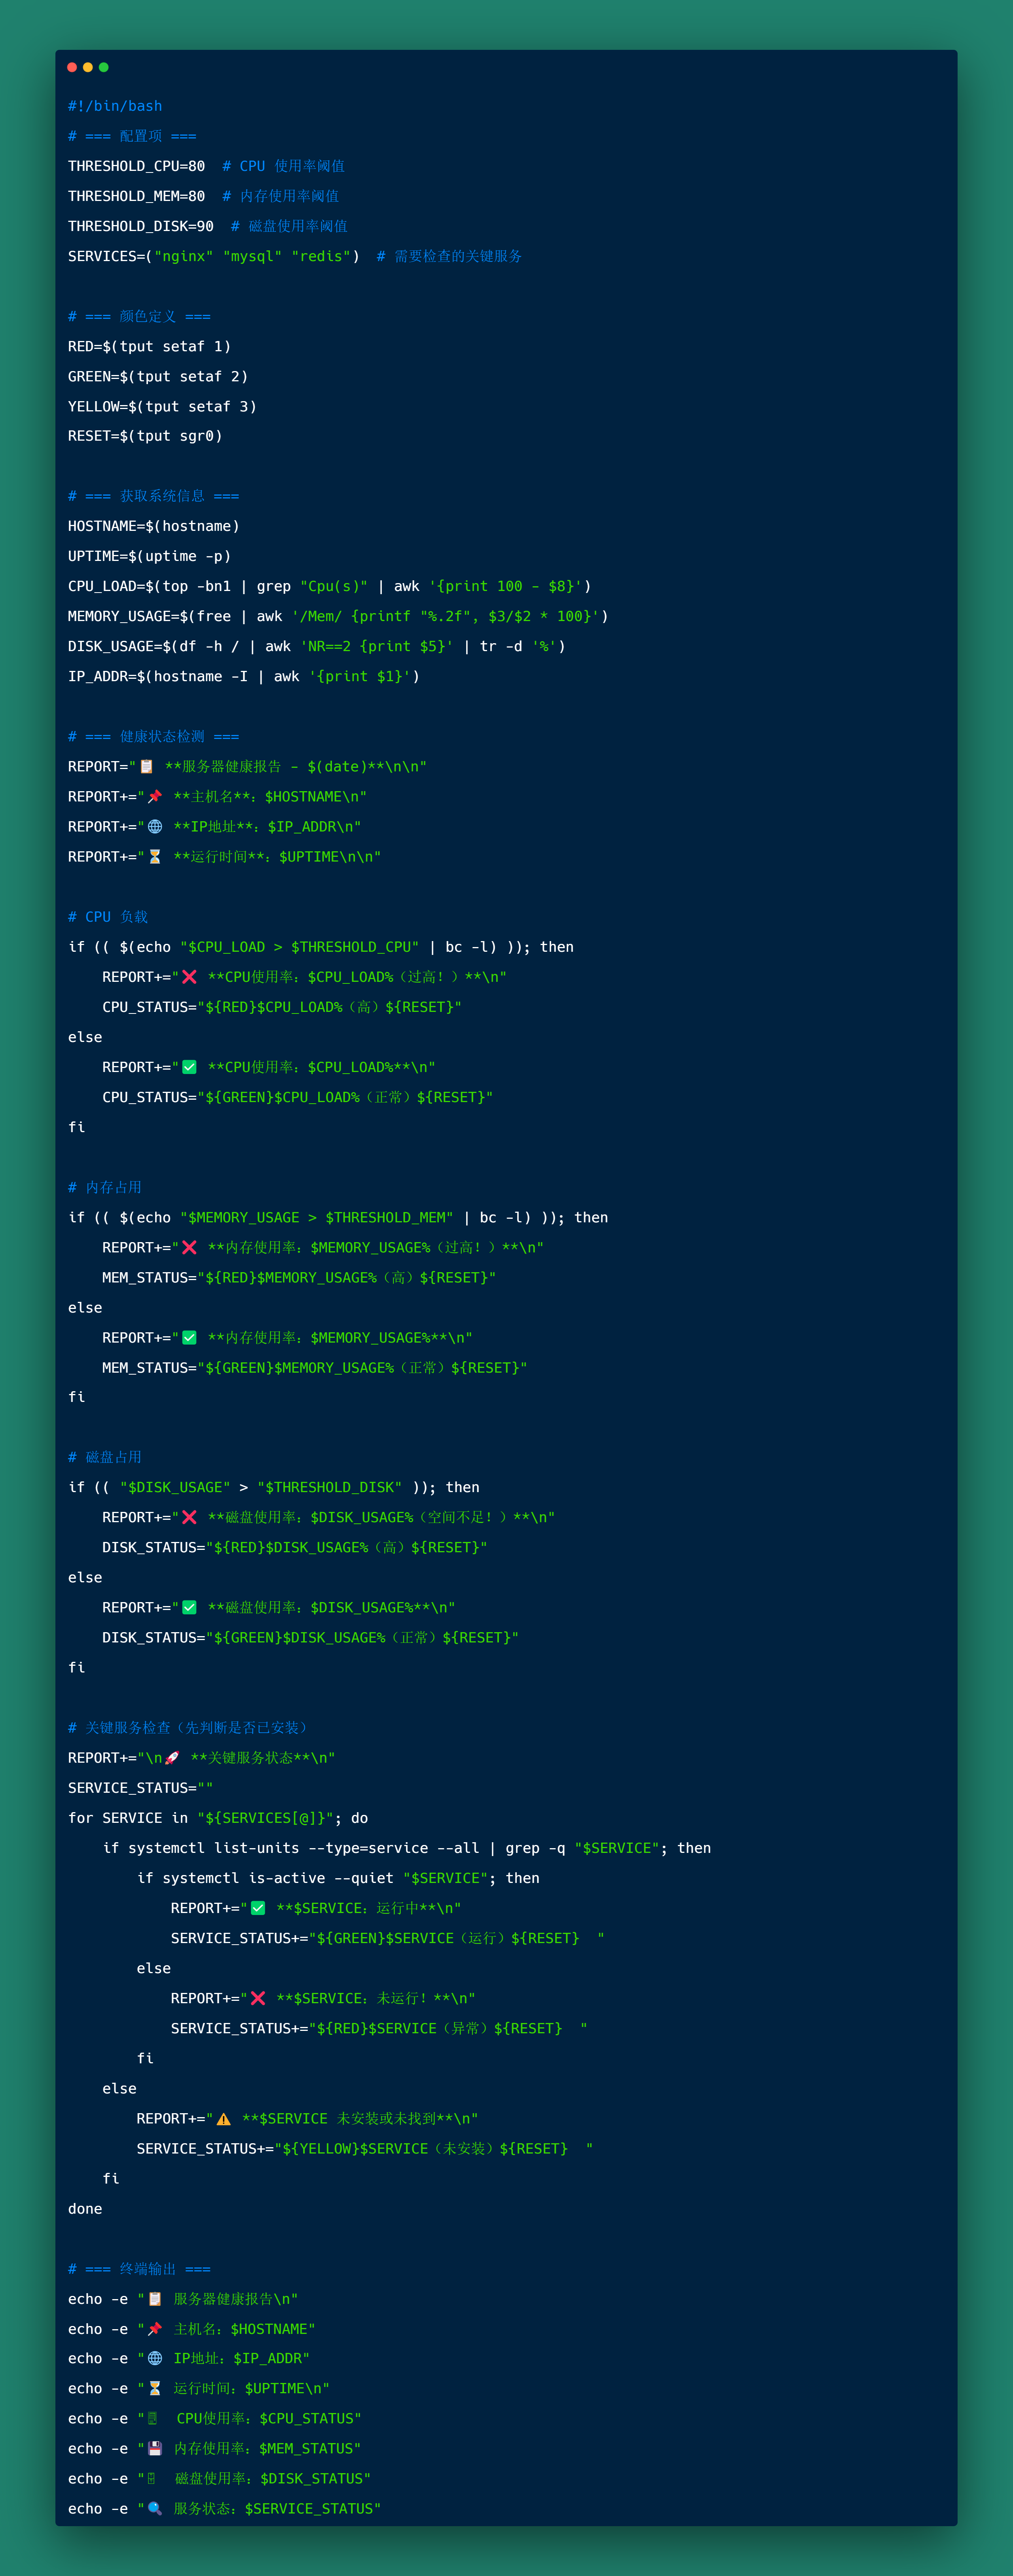 #!/bin/bash
# === 配置项 ===
THRESHOLD_CPU=80  # CPU 使用率阈值
THRESHOLD_MEM=80  # 内存使用率阈值
THRESHOLD_DISK=90  # 磁盘使用率阈值
SERVICES=("nginx" "mysql" "redis")  # 需要检查的关键服务
# === 颜色定义 ===
RED=$(tput setaf 1)
GREEN=$(tput setaf 2)
YELLOW=$(tput setaf 3)
RESET=$(tput sgr0)
# === 获取系统信息 ===
HOSTNAME=$(hostname)
UPTIME=$(uptime -p)
CPU_LOAD=$(top -bn1 | grep "Cpu(s)" | awk '{print 100 - $8}')
MEMORY_USAGE=$(free | awk '/Mem/ {printf "%.2f", $3/$2 * 100}')
DISK_USAGE=$(df -h / | awk 'NR==2 {print $5}' | tr -d '%')
IP_ADDR=$(hostname -I | awk '{print $1}')
# === 健康状态检测 ===
REPORT="📋 **服务器健康报告 - $(date)**\n\n"
REPORT+="📌 **主机名**：$HOSTNAME\n"
REPORT+="🌐 **IP地址**：$IP_ADDR\n"
REPORT+="⏳ **运行时间**：$UPTIME\n\n"
# CPU 负载
if (( $(echo "$CPU_LOAD > $THRESHOLD_CPU" | bc -l) )); then
    REPORT+="❌ **CPU使用率：$CPU_LOAD%（过高！）**\n"
    CPU_STATUS="${RED}$CPU_LOAD%（高）${RESET}"
else
    REPORT+="✅ **CPU使用率：$CPU_LOAD%**\n"
    CPU_STATUS="${GREEN}$CPU_LOAD%（正常）${RESET}"
fi
# 内存占用
if (( $(echo "$MEMORY_USAGE > $THRESHOLD_MEM" | bc -l) )); then
    REPORT+="❌ **内存使用率：$MEMORY_USAGE%（过高！）**\n"
    MEM_STATUS="${RED}$MEMORY_USAGE%（高）${RESET}"
else
    REPORT+="✅ **内存使用率：$MEMORY_USAGE%**\n"
    MEM_STATUS="${GREEN}$MEMORY_USAGE%（正常）${RESET}"
fi
# 磁盘占用
if (( "$DISK_USAGE" > "$THRESHOLD_DISK" )); then
    REPORT+="❌ **磁盘使用率：$DISK_USAGE%（空间不足！）**\n"
    DISK_STATUS="${RED}$DISK_USAGE%（高）${RESET}"
else
    REPORT+="✅ **磁盘使用率：$DISK_USAGE%**\n"
    DISK_STATUS="${GREEN}$DISK_USAGE%（正常）${RESET}"
fi
# 关键服务检查（先判断是否已安装）
REPORT+="\n🚀 **关键服务状态**\n"
SERVICE_STATUS=""
for SERVICE in "${SERVICES[@]}"; do
    if systemctl list-units --type=service --all | grep -q "$SERVICE"; then
        if systemctl is-active --quiet "$SERVICE"; then
            REPORT+="✅ **$SERVICE：运行中**\n"
            SERVICE_STATUS+="${GREEN}$SERVICE（运行）${RESET}  "
        else
            REPORT+="❌ **$SERVICE：未运行！**\n"
            SERVICE_STATUS+="${RED}$SERVICE（异常）${RESET}  "
        fi
    else
        REPORT+="⚠️ **$SERVICE 未安装或未找到**\n"
        SERVICE_STATUS+="${YELLOW}$SERVICE（未安装）${RESET}  "
    fi
done
# === 终端输出 ===
echo -e "📋 服务器健康报告\n"
echo -e "📌 主机名：$HOSTNAME"
echo -e "🌐 IP地址：$IP_ADDR"
echo -e "⏳ 运行时间：$UPTIME\n"
echo -e "🖥  CPU使用率：$CPU_STATUS"
echo -e "💾 内存使用率：$MEM_STATUS"
echo -e "🗄  磁盘使用率：$DISK_STATUS"
echo -e "🔍 服务状态：$SERVICE_STATUS"